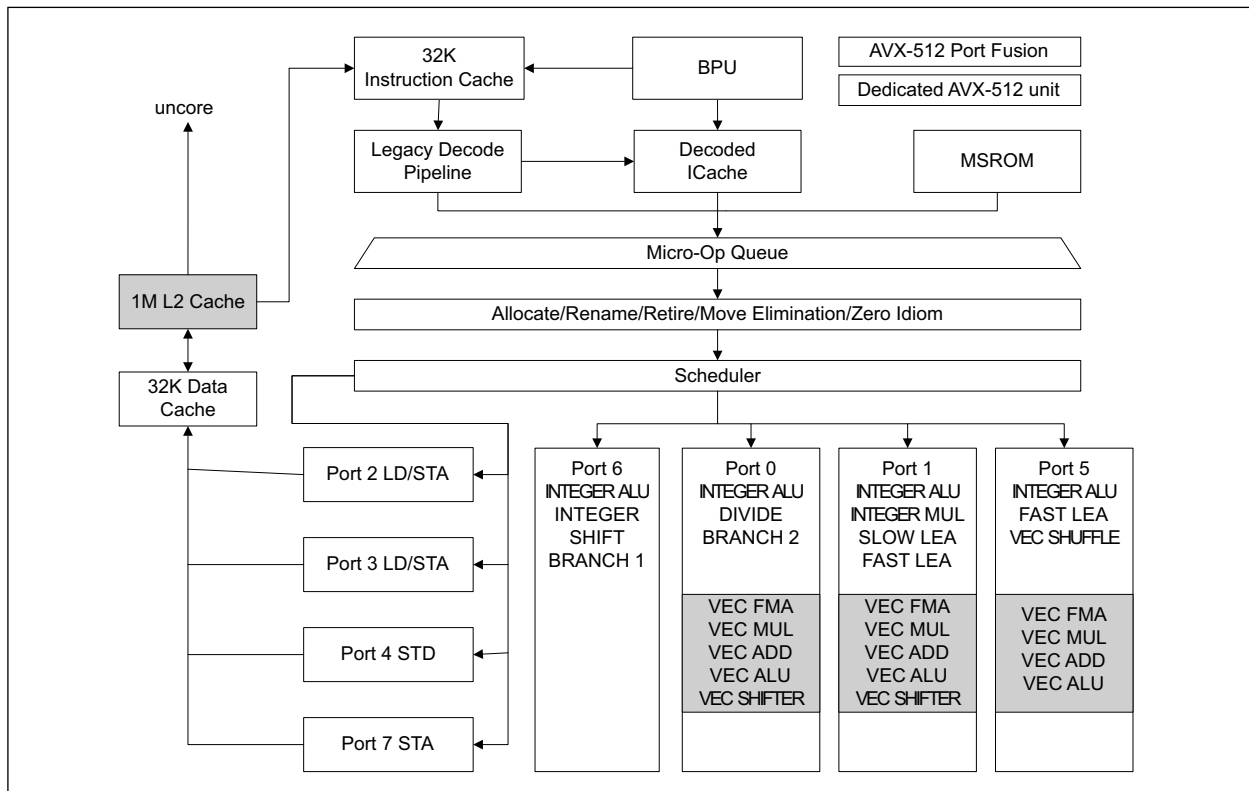 32K
Instruction Cache
BPU
AVX-512 Port Fusion
Dedicated AVX-512 unit
uncore
Legacy Decode
Pipeline
Decoded
ICache
MSROM
Micro-Op Queue
1M L2 Cache
Allocate/Rename/Retire/Move Elimination/Zero Idiom
Scheduler
32K Data
Cache
Port 2 LD/STA
Port 3 LD/STA
Port 4 STD
Port 7 STA
Port 6
INTEGER ALU
INTEGER
SHIFT
BRANCH 1
Port 0
INTEGER ALU
DIVIDE
BRANCH 2
VEC FMA
VEC MUL
VEC ADD
VEC ALU
VEC SHIFTER
Port 1
INTEGER ALU
INTEGER MUL
SLOW LEA
FAST LEA
VEC FMA
VEC MUL
VEC ADD
VEC ALU
VEC SHIFTER
Port 5
INTEGER ALU
FAST LEA
VEC SHUFFLE
VEC FMA
VEC MUL
VEC ADD
VEC ALU